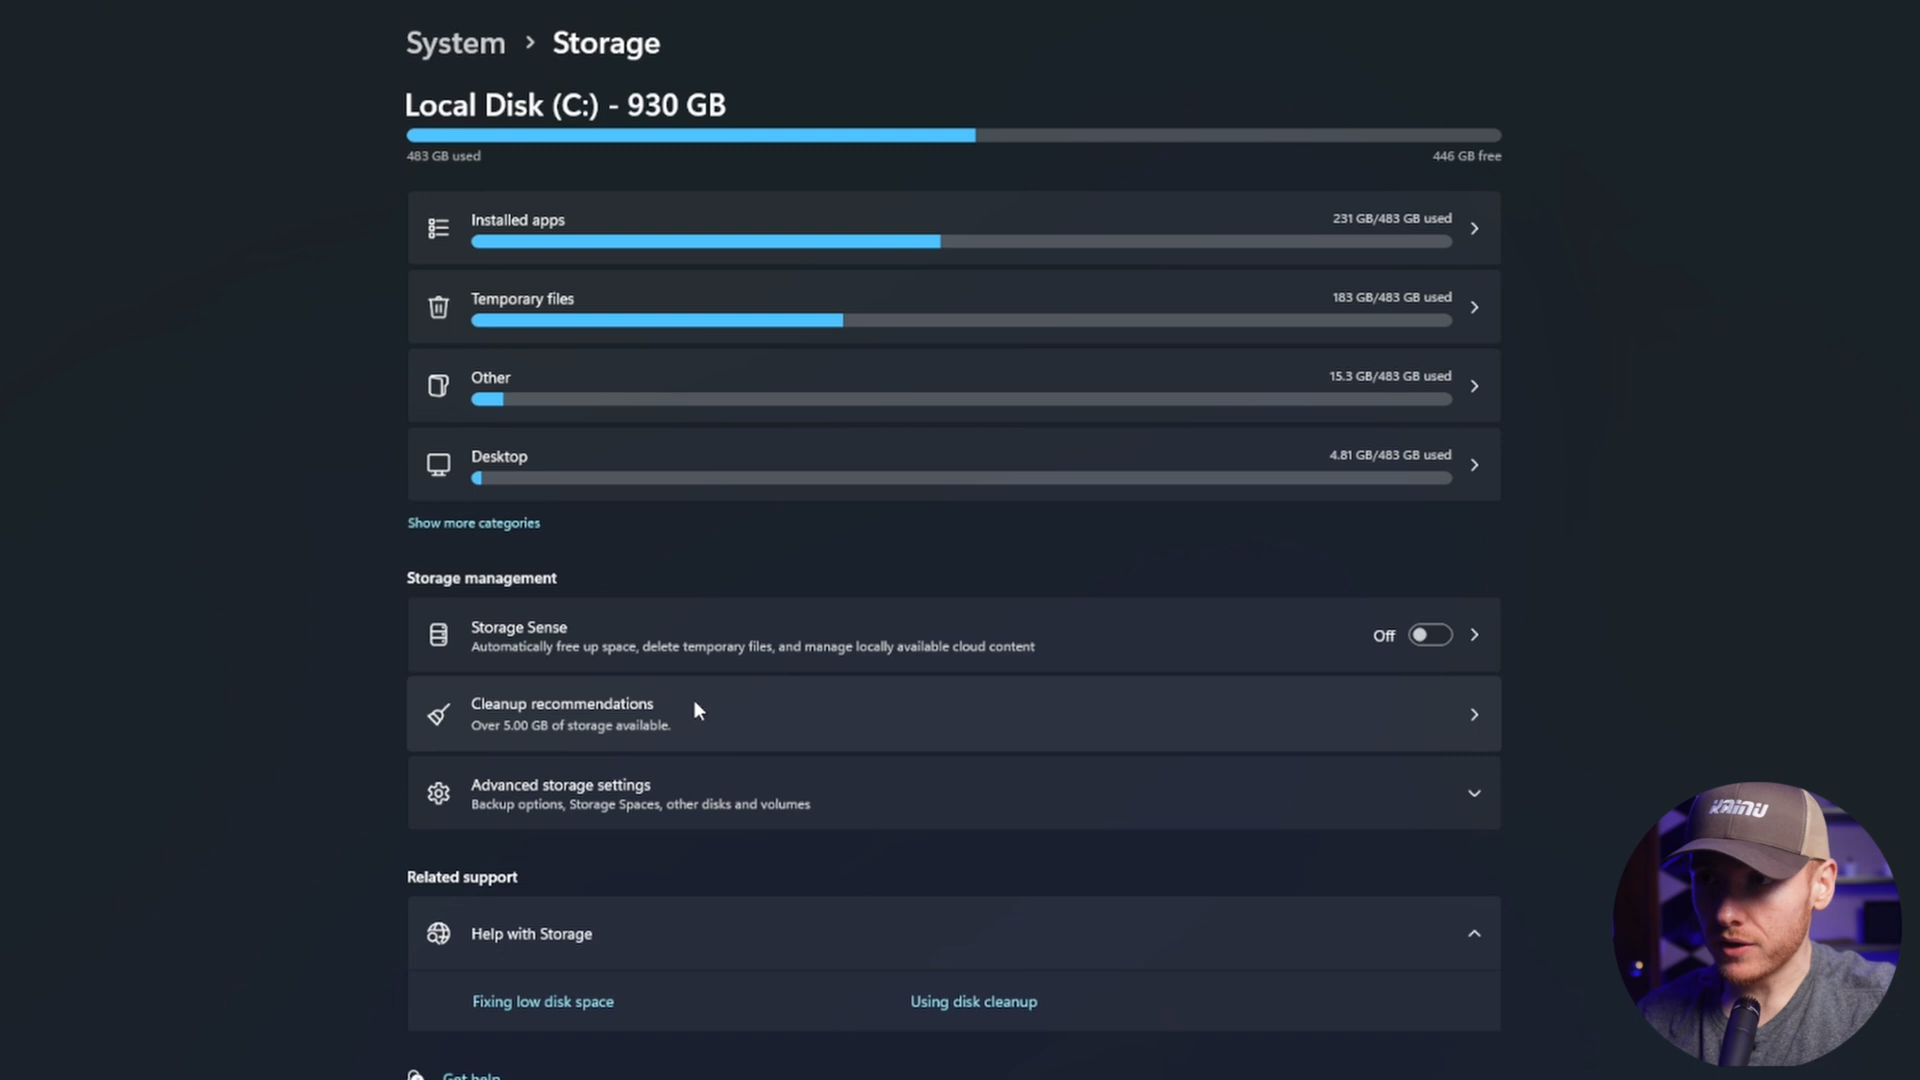 System > Storage
Local Disk (C:) - 930 GB
483 GB used
446 GB free
Installed apps
231 GB/483 GB used
Temporary files
183 GB/483 GB used
Other
15.3 GB/483 GB used
Desktop
4.81 GB/483 GB used
Show more categories
Storage management
Storage Sense
Automatically free up space, delete temporary files, and manage locally available cloud content
Off
Cleanup recommendations
Over 5.00 GB of storage available.
Advanced storage settings
Backup options, Storage Spaces, other disks and volumes
Related support
Help with Storage
Fixing low disk space
Using disk cleanup
Get help
KAINU